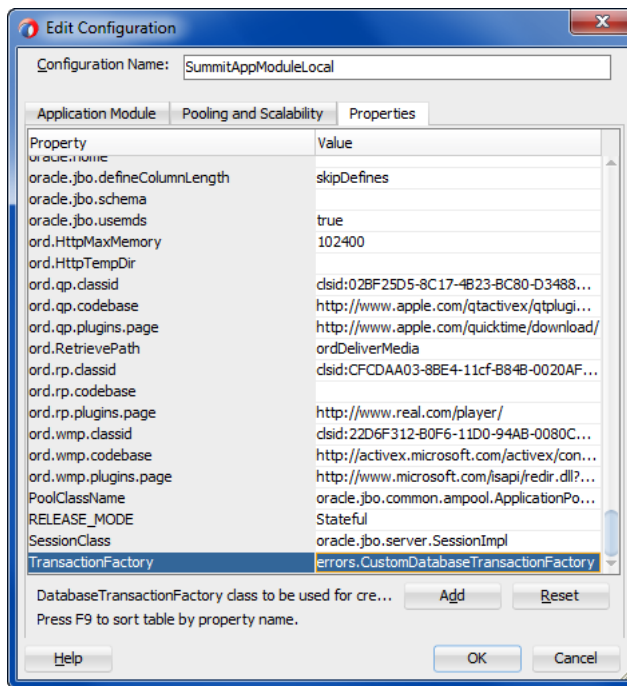 Edit Configuration
Configuration Name: SummitAppModuleLocal
Application Module Pooling and Scalability Properties
Property Value
oracle.home
oracle.jbo.defineColumnLength skipDefines
oracle.jbo.schema
oracle.jbo.usemds true
ord.HttpMaxMemory 102400
ord.HttpTempDir
ord.qp.classid clsid:02BF25D5-8C17-4B23-BC80-D3488...
ord.qp.codebase http://www.apple.com/qtactivex/qtplugi...
ord.qp.plugins.page http://www.apple.com/quicktime/download/
ord.RetrievePath ordDeliverMedia
ord.rp.classid clsid:CFCDAA03-8BE4-11cf-B84B-0020AF...
ord.rp.codebase
ord.rp.plugins.page http://www.real.com/player/
ord.wmp.classid clsid:22D6F312-B0F6-11D0-94AB-0080C...
ord.wmp.codebase http://activex.microsoft.com/activex/con...
ord.wmp.plugins.page http://www.microsoft.com/isapi/redir.dll?...
PoolClassName oracle.jbo.common.ampool.ApplicationPo...
RELEASE_MODE Stateful
SessionClass oracle.jbo.server.SessionImpl
TransactionFactory errors.CustomDatabaseTransactionFactory
DatabaseTransactionFactory class to be used for cre... Add Reset
Press F9 to sort table by property name.
Help OK Cancel